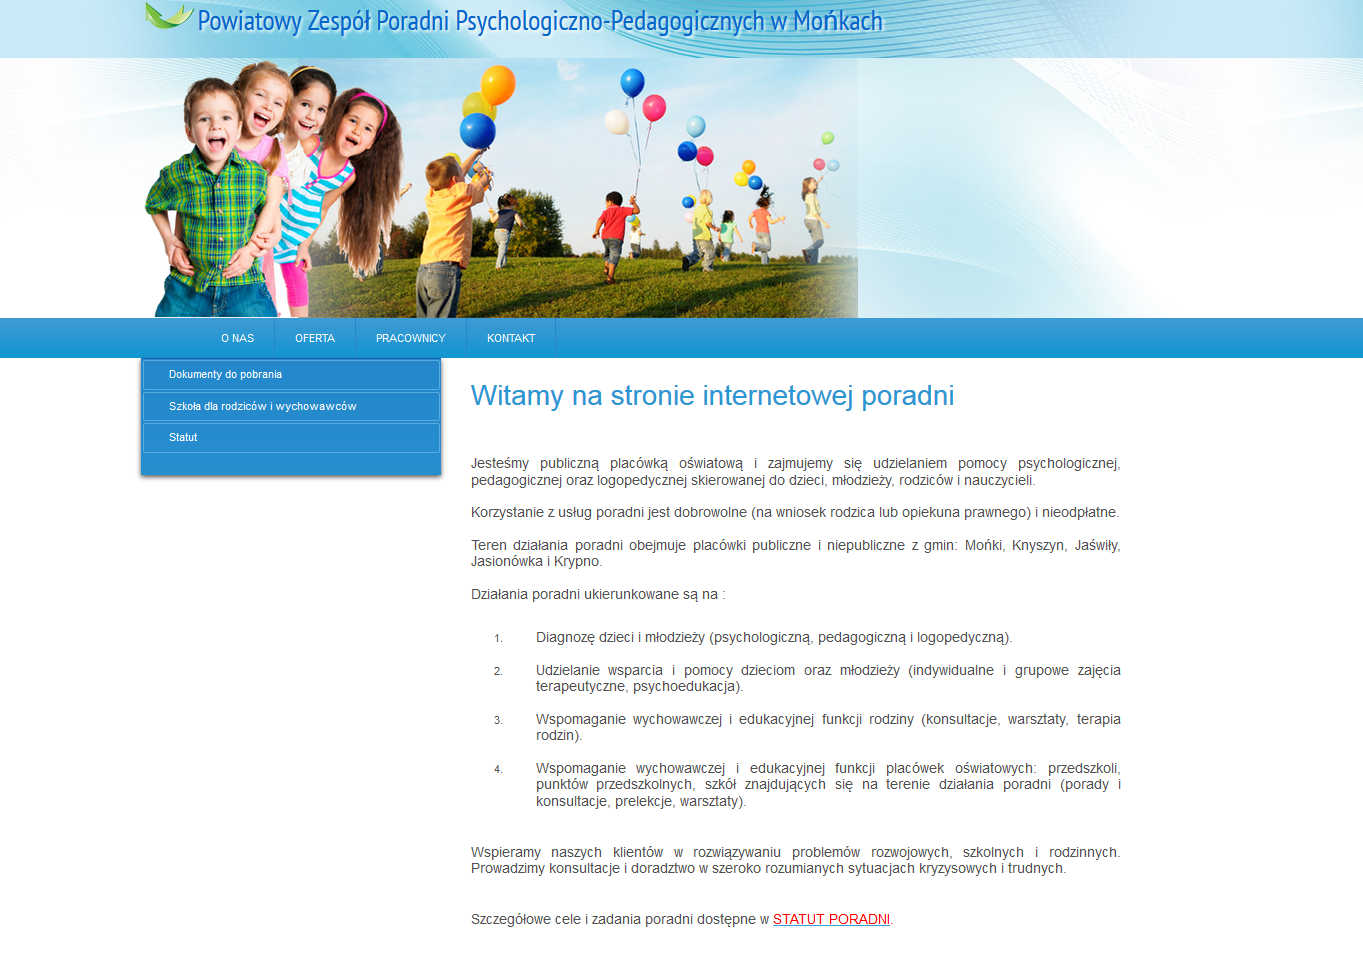 Powiatowy Zespół Poradni Psychologiczno-Pedagogicznych w Mońkach
O NAS
OFERTA
PRACOWNICY
KONTAKT
Dokumenty do pobrania
Szkoła dla rodziców i wychowawców
Statut
Witamy na stronie internetowej poradni
Jesteśmy publiczną placówką oświatową i zajmujemy się udzielaniem pomocy psychologicznej,
pedagogicznej oraz logopedycznej skierowanej do dzieci, młodzieży, rodziców i nauczycieli.
Korzystanie z usług poradni jest dobrowolne (na wniosek rodzica lub opiekuna prawnego) i nieodpłatne.
Teren działania poradni obejmuje placówki publiczne i niepubliczne z gmin: Mońki, Knyszyn, Jaświły,
Jasionówka i Krypno.
Działania poradni ukierunkowane są na :
1. Diagnozę dzieci i młodzieży (psychologiczną, pedagogiczną i logopedyczną).
2. Udzielanie wsparcia i pomocy dzieciom oraz młodzieży (indywidualne i grupowe zajęcia
terapeutyczne, psychoedukacja).
3. Wspomaganie wychowawczej i edukacyjnej funkcji rodziny (konsultacje, warsztaty, terapia
rodzin).
4. Wspomaganie wychowawczej i edukacyjnej funkcji placówek oświatowych: przedszkoli,
punktów przedszkolnych, szkół znajdujących się na terenie działania poradni (porady i
konsultacje, prelekcje, warsztaty).
Wspieramy naszych klientów w rozwiązywaniu problemów rozwojowych, szkolnych i rodzinnych.
Prowadzimy konsultacje i doradztwo w szeroko rozumianych sytuacjach kryzysowych i trudnych.
Szczegółowe cele i zadania poradni dostępne w STATUT PORADNI.